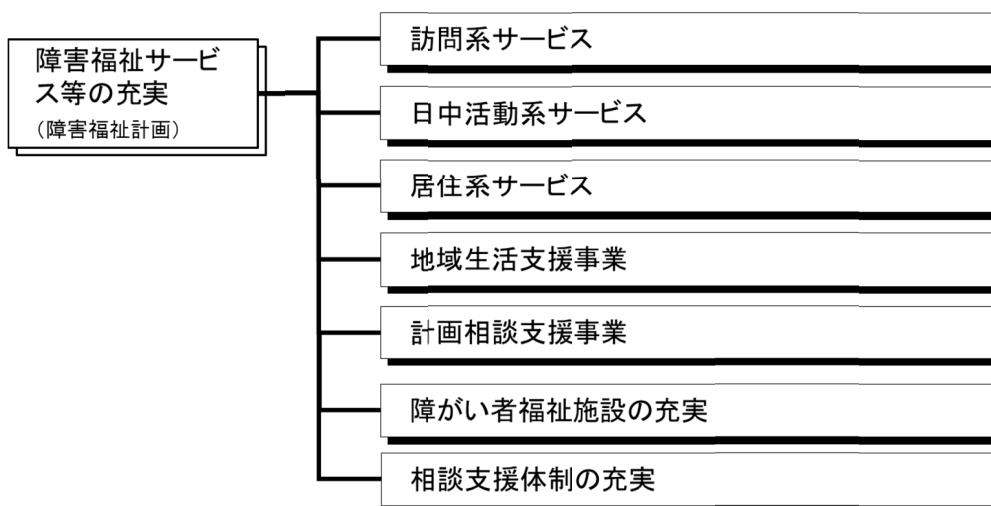 障害福祉サービ
ス等の充実
（障害福祉計画）
訪問系サービス
日中活動系サービス
居住系サービス
地域生活支援事業
計画相談支援事業
障がい者福祉施設の充実
相談支援体制の充実